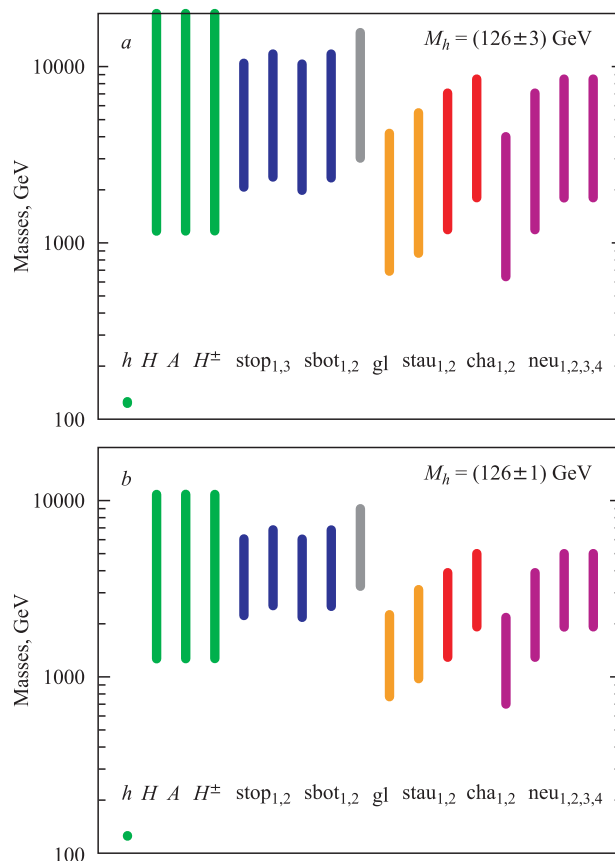 a
M_h = (126±3) GeV
10000
1000
100
Masses, GeV
h H A H± stop1,3 sbot1,2 gl stau1,2 cha1,2 neu1,2,3,4
b
M_h = (126±1) GeV
10000
1000
100
Masses, GeV
h H A H± stop1,2 sbot1,2 gl stau1,2 cha1,2 neu1,2,3,4